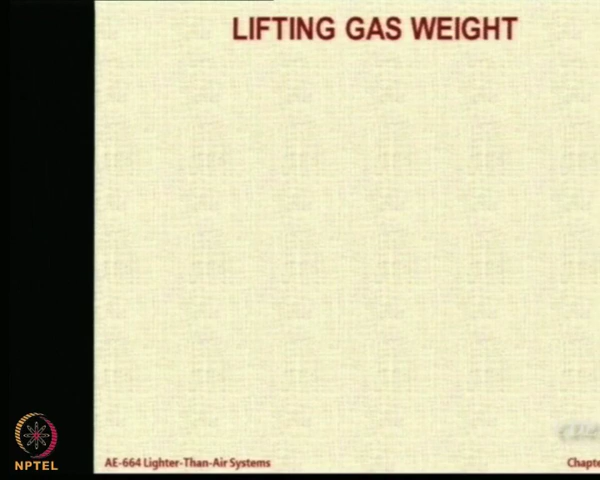 LIFTING GAS WEIGHT
NPTEL
AE-664 Lighter-Than-Air Systems
Chapte